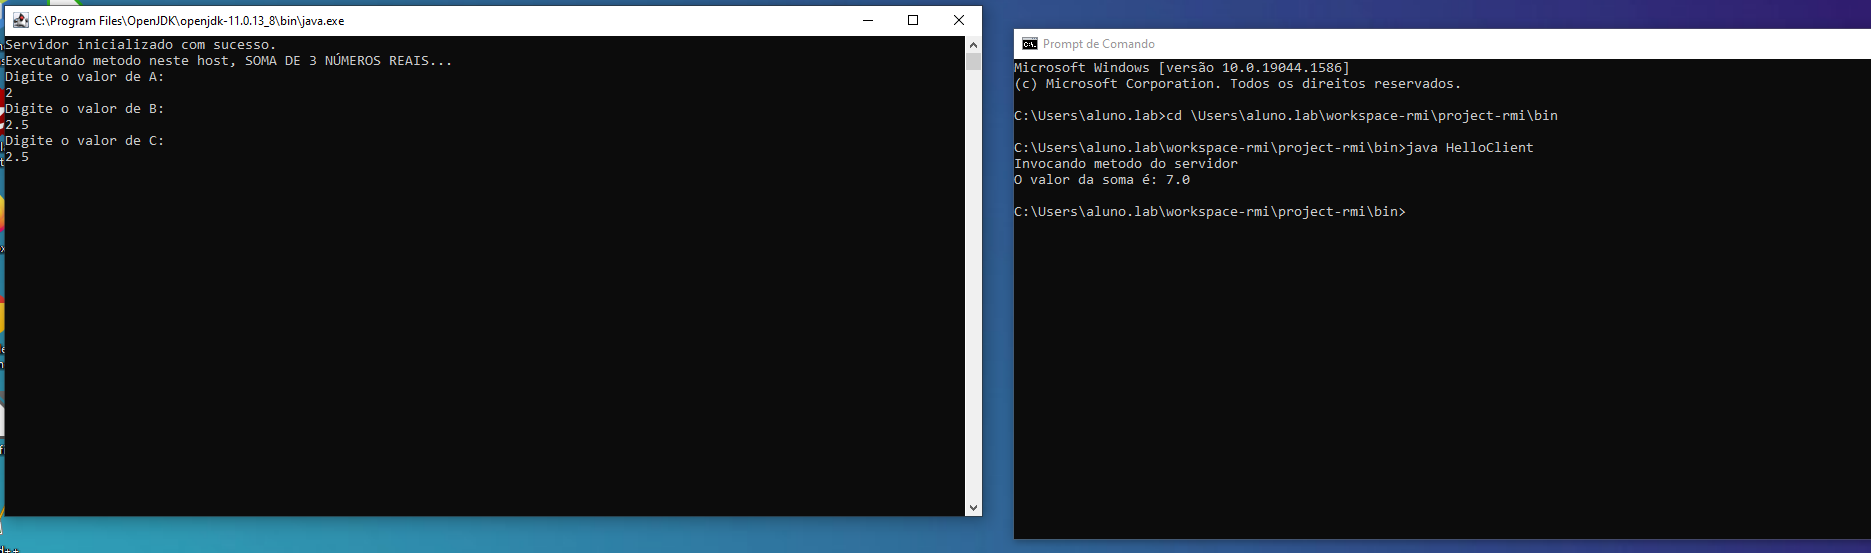 C:\Program Files\OpenJDK\openjdk-11.0.13_8\bin\java.exe
Servidor inicializado com sucesso.
Executando metodo neste host, SOMA DE 3 NÚMEROS REAIS...
Digite o valor de A:
2
Digite o valor de B:
2.5
Digite o valor de C:
2.5
Prompt de Comando
Microsoft Windows [versão 10.0.19044.1586]
(c) Microsoft Corporation. Todos os direitos reservados.
C:\Users\aluno.lab>cd \Users\aluno.lab\workspace-rmi\project-rmi\bin
C:\Users\aluno.lab\workspace-rmi\project-rmi\bin>java HelloClient
Invocando metodo do servidor
O valor da soma é: 7.0
C:\Users\aluno.lab\workspace-rmi\project-rmi\bin>